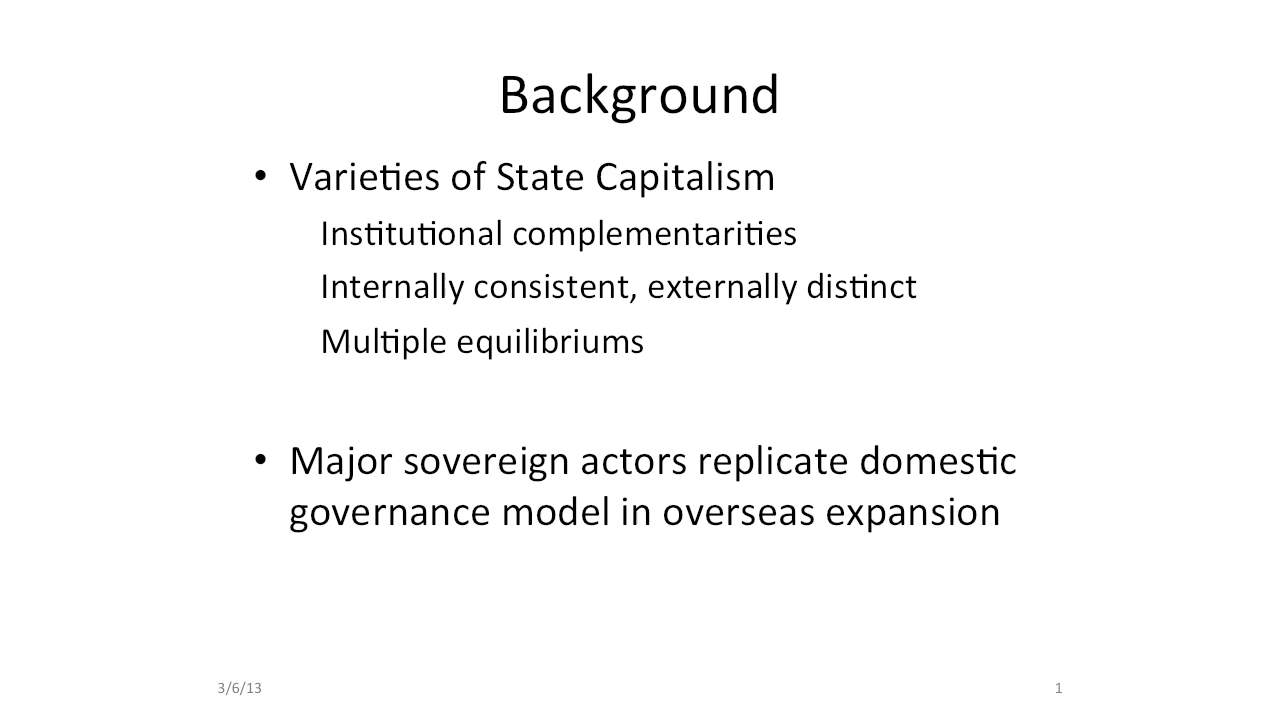 Background
• Varieties of State Capitalism
Institutional complementarities
Internally consistent, externally distinct
Multiple equilibriums
• Major sovereign actors replicate domestic
governance model in overseas expansion
3/6/13
1